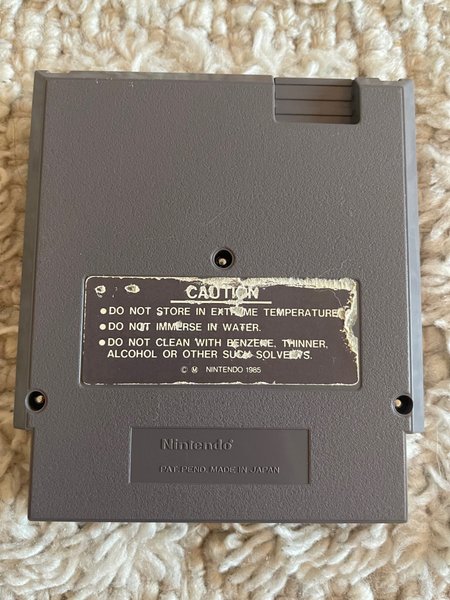 CAUTION
●DO NOT STORE IN EXTREME TEMPERATURE
●DO NOT IMMERSE IN WATER.
●DO NOT CLEAN WITH BENZENE, THINNER,
ALCOHOL OR OTHER SUCH SOLVENTS.
© Ⓜ NINTENDO 1985
Nintendo®
PAT. PEND. MADE IN JAPAN